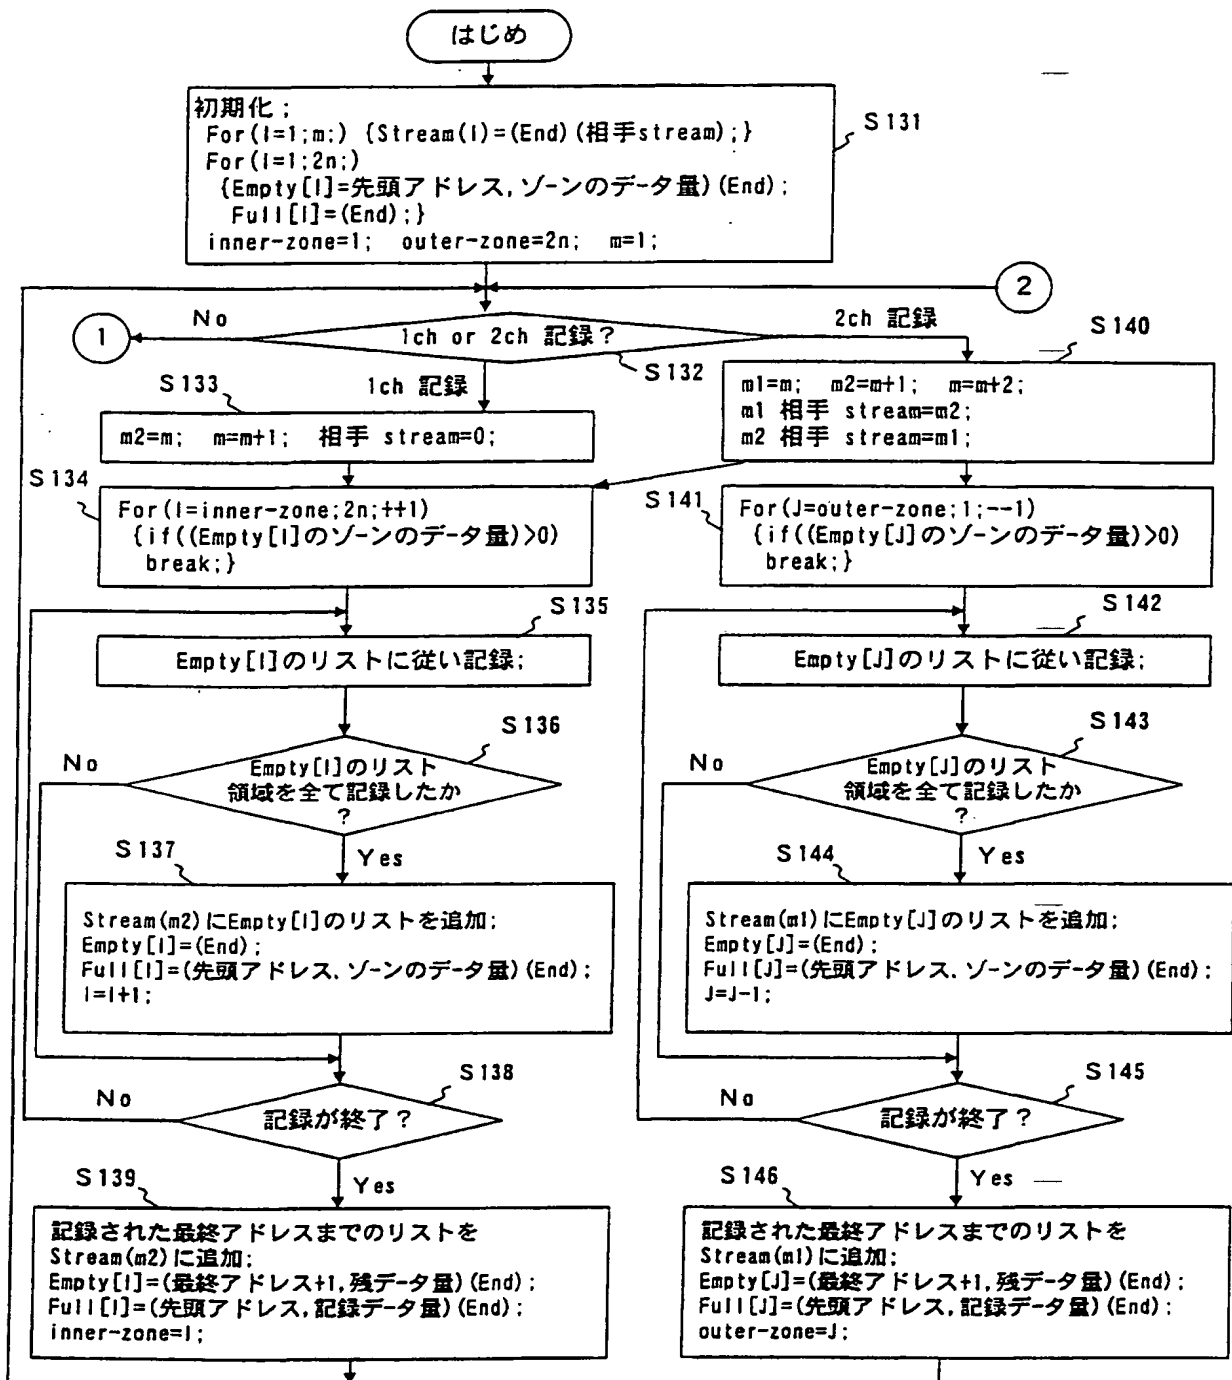 はじめ
初期化;
For(I=1;m;) {Stream(I)=(End)(相手stream);}
For(I=1;2n;)
{Empty[I]=先頭アドレス,ゾーンのデータ量)(End);
Full[I]=(End);}
inner-zone=1; outer-zone=2n; m=1;
S131
2
1
No
1ch or 2ch 記録?
2ch 記録
S132
1ch 記録
S133
m2=m; m=m+1; 相手 stream=0;
S140
m1=m; m2=m+1; m=m+2;
m1 相手 stream=m2;
m2 相手 stream=m1;
S134
For(I=inner-zone;2n;++1)
{if((Empty[I]のゾーンのデータ量)>0)
break;}
S141
For(J=outer-zone;1;--1)
{if((Empty[J]のゾーンのデータ量)>0)
break;}
S135
Empty[I]のリストに従い記録;
S142
Empty[J]のリストに従い記録;
S136
No
Empty[I]のリスト
領域を全て記録したか
?
Yes
S143
No
Empty[J]のリスト
領域を全て記録したか
?
Yes
S137
Stream(m2)にEmpty[I]のリストを追加;
Empty[I]=(End);
Full[I]=(先頭アドレス,ゾーンのデータ量)(End);
I=I+1;
S144
Stream(m1)にEmpty[J]のリストを追加;
Empty[J]=(End);
Full[J]=(先頭アドレス,ゾーンのデータ量)(End);
J=J-1;
S138
No
記録が終了?
Yes
S145
No
記録が終了?
Yes
S139
記録された最終アドレスまでのリストを
Stream(m2)に追加;
Empty[I]=(最終アドレス+1,残データ量)(End);
Full[I]=(先頭アドレス,記録データ量)(End);
inner-zone=I;
S146
記録された最終アドレスまでのリストを
Stream(m1)に追加;
Empty[J]=(最終アドレス+1,残データ量)(End);
Full[J]=(先頭アドレス,記録データ量)(End);
outer-zone=J;